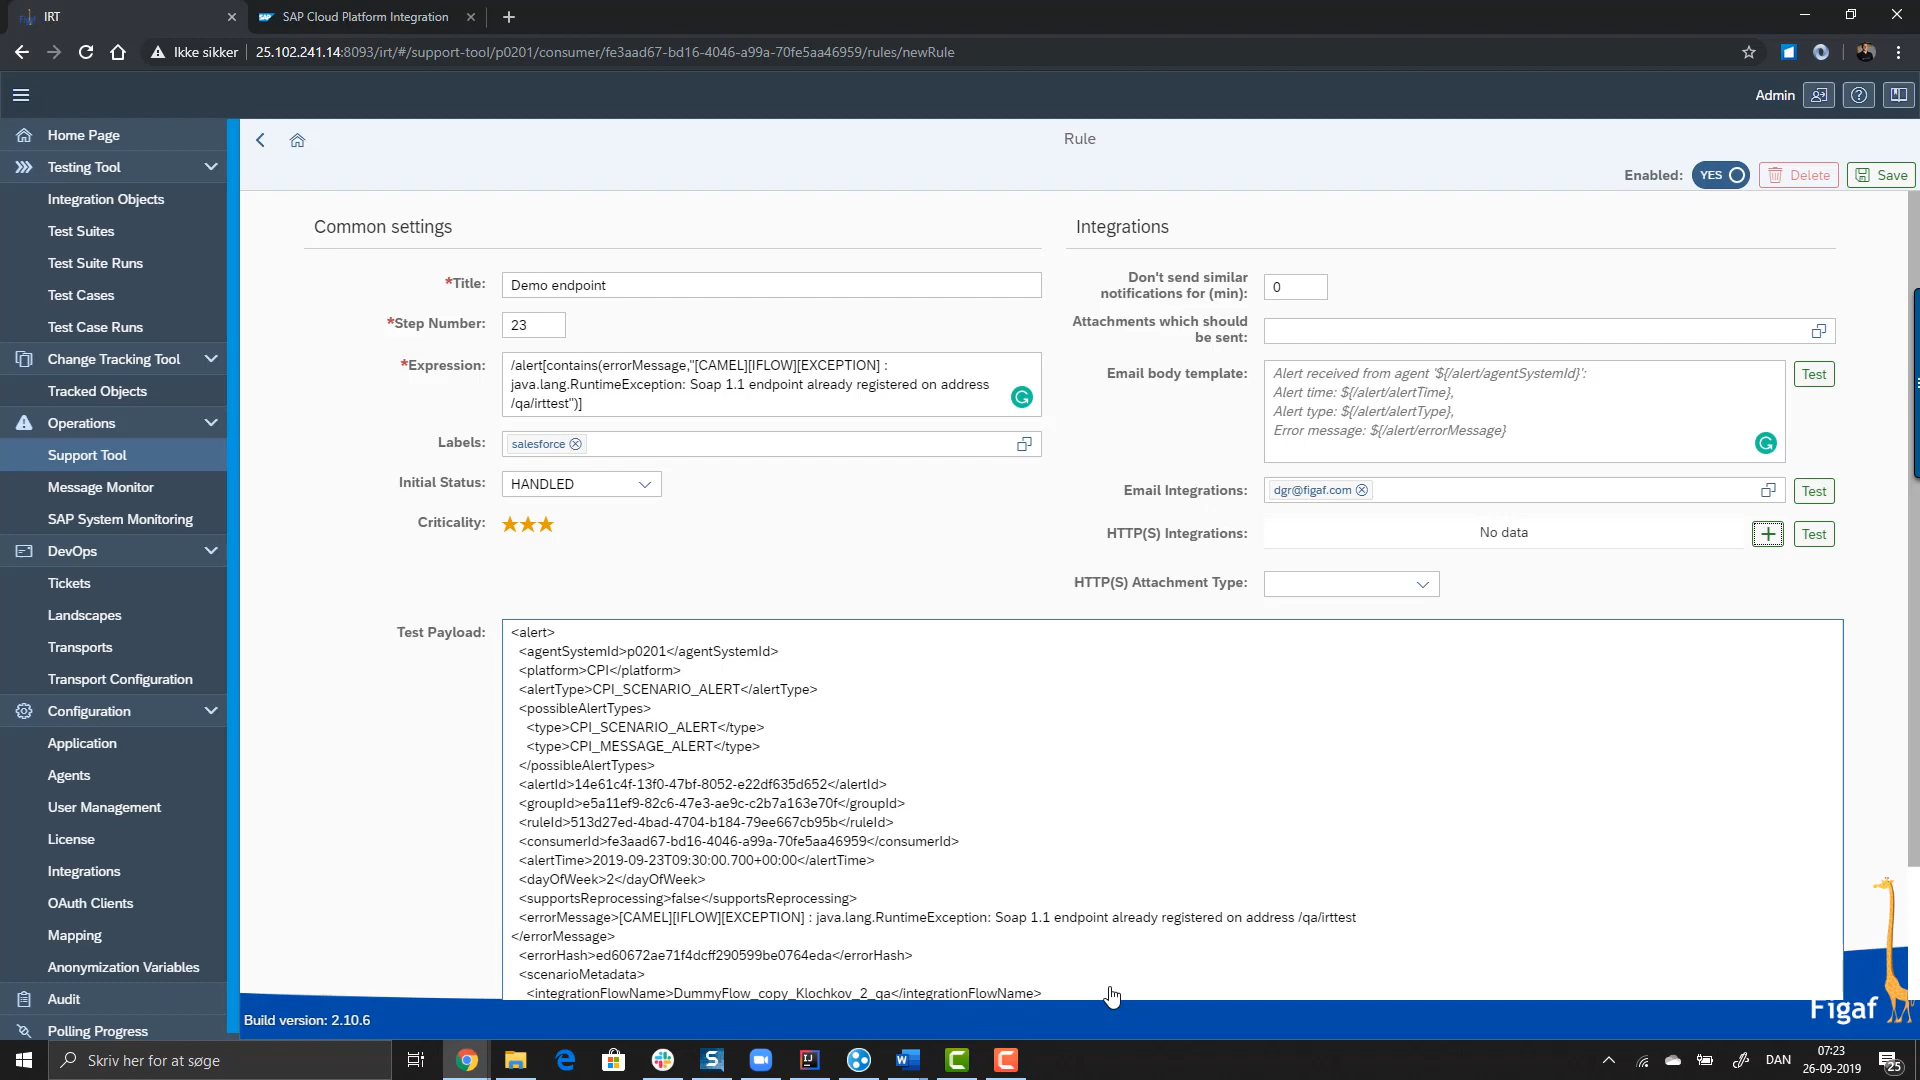 IRT
SAP Cloud Platform Integration
Ikke sikker
25.102.241.14:8093/irt/#/support-tool/p0201/consumer/fe3aad67-bd16-4046-a99a-70fe5aa46959/rules/newRule
Admin
Home Page
Testing Tool
Integration Objects
Test Suites
Test Suite Runs
Test Cases
Test Case Runs
Change Tracking Tool
Tracked Objects
Operations
Support Tool
Message Monitor
SAP System Monitoring
DevOps
Tickets
Landscapes
Transports
Transport Configuration
Configuration
Application
Agents
User Management
License
Integrations
OAuth Clients
Mapping
Anonymization Variables
Audit
Polling Progress
Rule
Enabled: YES Delete Save
Common settings
*Title: Demo endpoint
*Step Number: 23
*Expression: /alert[contains(errorMessage,"[CAMEL][IFLOW][EXCEPTION] :
java.lang.RuntimeException: Soap 1.1 endpoint already registered on address
/qa/irttest")]
Labels: salesforce
Initial Status: HANDLED
Criticality:
Integrations
Don't send similar
notifications for (min): 0
Attachments which should
be sent:
Email body template: Alert received from agent '${/alert/agentSystemId}':
Alert time: ${/alert/alertTime},
Alert type: ${/alert/alertType},
Error message: ${/alert/errorMessage}
Test
Email Integrations: dgr@figaf.com Test
HTTP(S) Integrations: No data Test
HTTP(S) Attachment Type:
Test Payload: <alert>
<agentSystemId>p0201</agentSystemId>
<platform>CPI</platform>
<alertType>CPI_SCENARIO_ALERT</alertType>
<possibleAlertTypes>
<type>CPI_SCENARIO_ALERT</type>
<type>CPI_MESSAGE_ALERT</type>
</possibleAlertTypes>
<alertId>14e61c4f-13f0-47bf-8052-e22df635d652</alertId>
<groupId>e5a11ef9-82c6-47e3-ae9c-c2b7a163e70f</groupId>
<ruleId>513d27ed-4bad-4704-b184-79ee667cb95b</ruleId>
<consumerId>fe3aad67-bd16-4046-a99a-70fe5aa46959</consumerId>
<alertTime>2019-09-23T09:30:00.700+00:00</alertTime>
<dayOfWeek>2</dayOfWeek>
<supportsReprocessing>false</supportsReprocessing>
<errorMessage>[CAMEL][IFLOW][EXCEPTION] : java.lang.RuntimeException: Soap 1.1 endpoint already registered on address /qa/irttest
</errorMessage>
<errorHash>ed60672ae71f4dcff290599be0764eda</errorHash>
<scenarioMetadata>
<integrationFlowName>DummyFlow_copy_Klochkov_2_qa</integrationFlowName>
Figaf
Build version: 2.10.6
Skriv her for at søge
DAN
07:23
26-09-2019
25